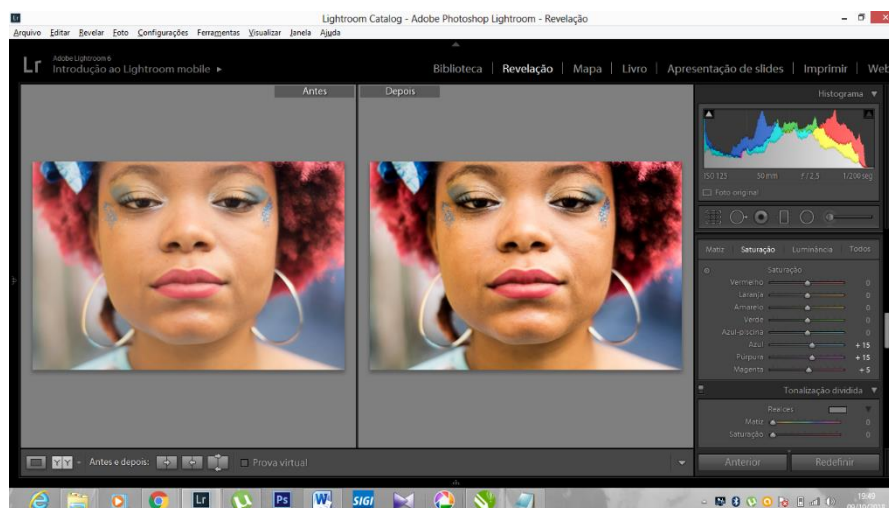 Lr
Lightroom Catalog - Adobe Photoshop Lightroom - Revelação
Arquivo Editar Revelar Foto Configurações Ferramentas Visualizar Janela Ajuda
Lr
Adobe Lightroom 6
Introdução ao Lightroom mobile
Biblioteca | Revelação | Mapa | Livro | Apresentação de slides | Imprimir | Web
Antes
Depois
Histograma
ISO 125 50 mm f / 2,5 1/200 seg
Foto original
Matiz Saturação Luminância Todos
Saturação
Vermelho 0
Laranja 0
Amarelo 0
Verde 0
Azul-piscina 0
Azul + 15
Púrpura + 15
Magenta + 5
Tonalização dividida
Realces
Matiz 0
Saturação 0
YY Antes e depois: Prova virtual
Anterior Redefinir
Lr Ps W SIGI
19:49